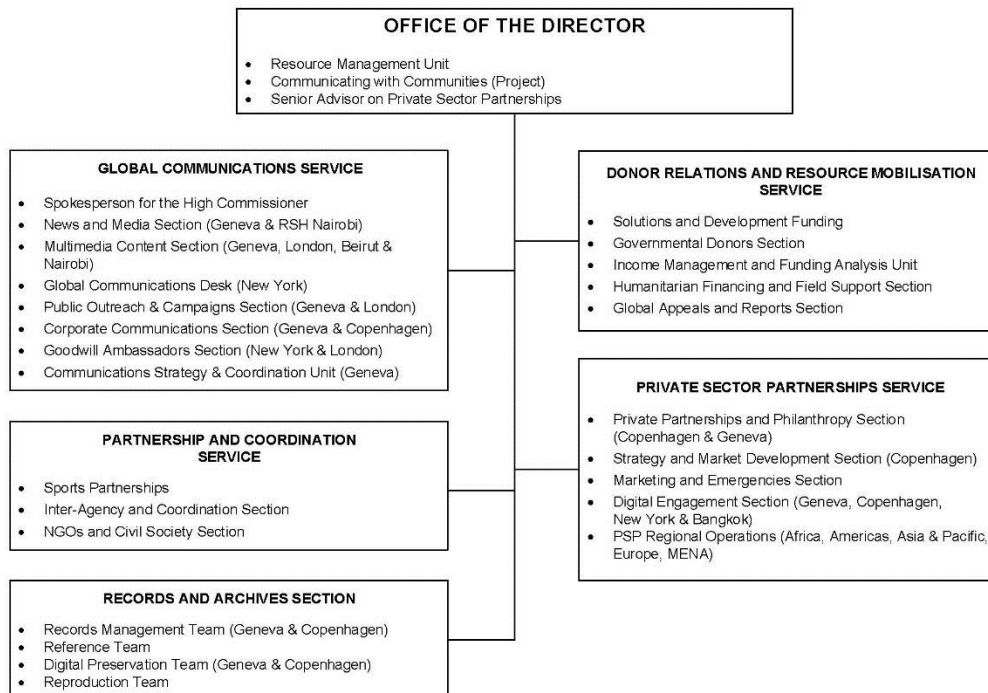 OFFICE OF THE DIRECTOR
• Resource Management Unit
• Communicating with Communities (Project)
• Senior Advisor on Private Sector Partnerships
GLOBAL COMMUNICATIONS SERVICE
• Spokesperson for the High Commissioner
• News and Media Section (Geneva & RSH Nairobi)
• Multimedia Content Section (Geneva, London, Beirut &
Nairobi)
• Global Communications Desk (New York)
• Public Outreach & Campaigns Section (Geneva & London)
• Corporate Communications Section (Geneva & Copenhagen)
• Goodwill Ambassadors Section (New York & London)
• Communications Strategy & Coordination Unit (Geneva)
PARTNERSHIP AND COORDINATION
SERVICE
• Sports Partnerships
• Inter-Agency and Coordination Section
• NGOs and Civil Society Section
RECORDS AND ARCHIVES SECTION
• Records Management Team (Geneva & Copenhagen)
• Reference Team
• Digital Preservation Team (Geneva & Copenhagen)
• Reproduction Team
DONOR RELATIONS AND RESOURCE MOBILISATION
SERVICE
• Solutions and Development Funding
• Governmental Donors Section
• Income Management and Funding Analysis Unit
• Humanitarian Financing and Field Support Section
• Global Appeals and Reports Section
PRIVATE SECTOR PARTNERSHIPS SERVICE
• Private Partnerships and Philanthropy Section
(Copenhagen & Geneva)
• Strategy and Market Development Section (Copenhagen)
• Marketing and Emergencies Section
• Digital Engagement Section (Geneva, Copenhagen,
New York & Bangkok)
• PSP Regional Operations (Africa, Americas, Asia & Pacific,
Europe, MENA)